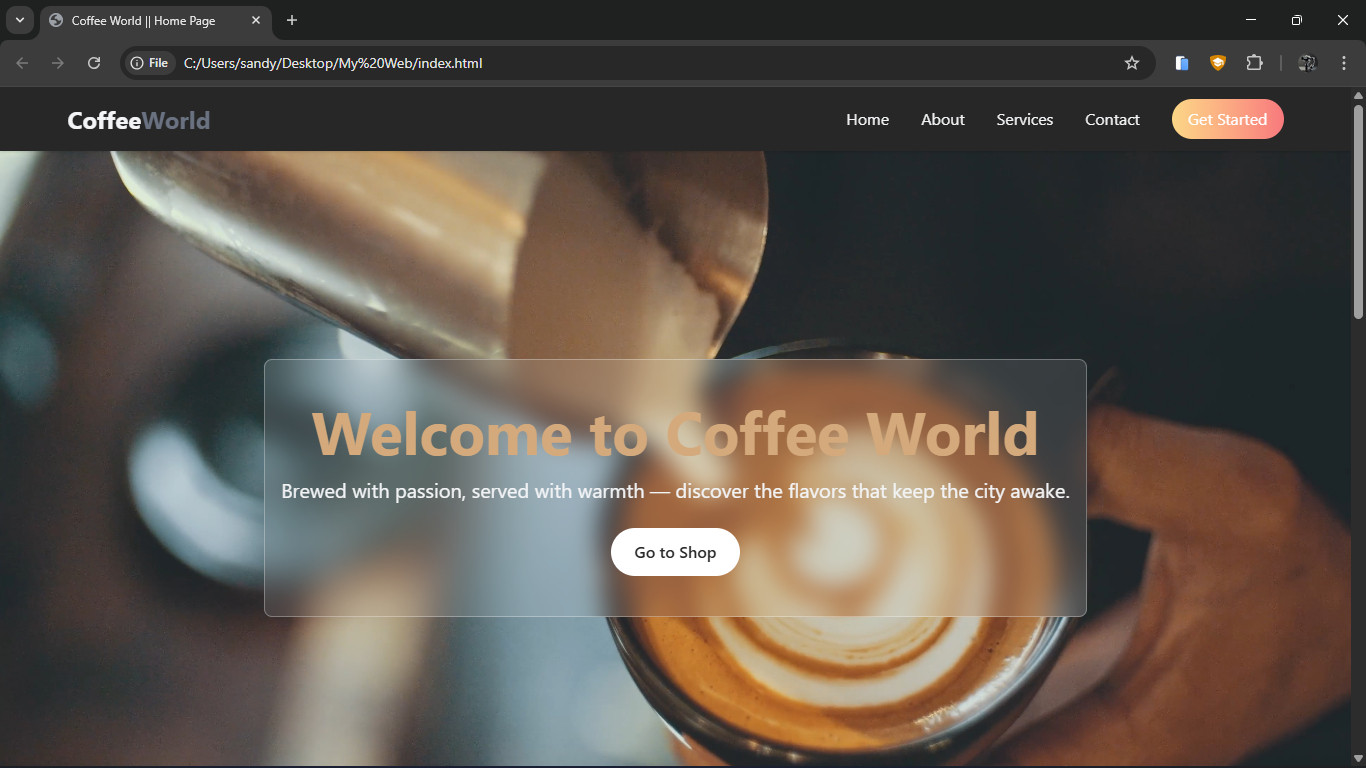 Coffee World || Home Page
File C:/Users/sandy/Desktop/My%20Web/index.html
CoffeeWorld Home About Services Contact Get Started
Welcome to Coffee World
Brewed with passion, served with warmth — discover the flavors that keep the city awake.
Go to Shop